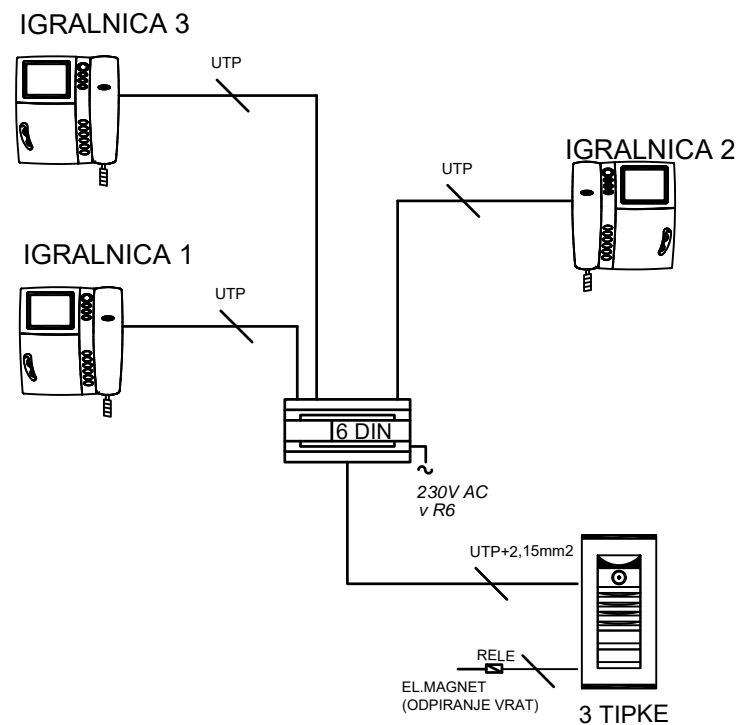 IGRALNICA 3
UTP
IGRALNICA 2
UTP
IGRALNICA 1
UTP
6 DIN
230V AC
v R6
UTP+2,15mm2
RELE
EL.MAGNET
(ODPIRANJE VRAT)
3 TIPKE